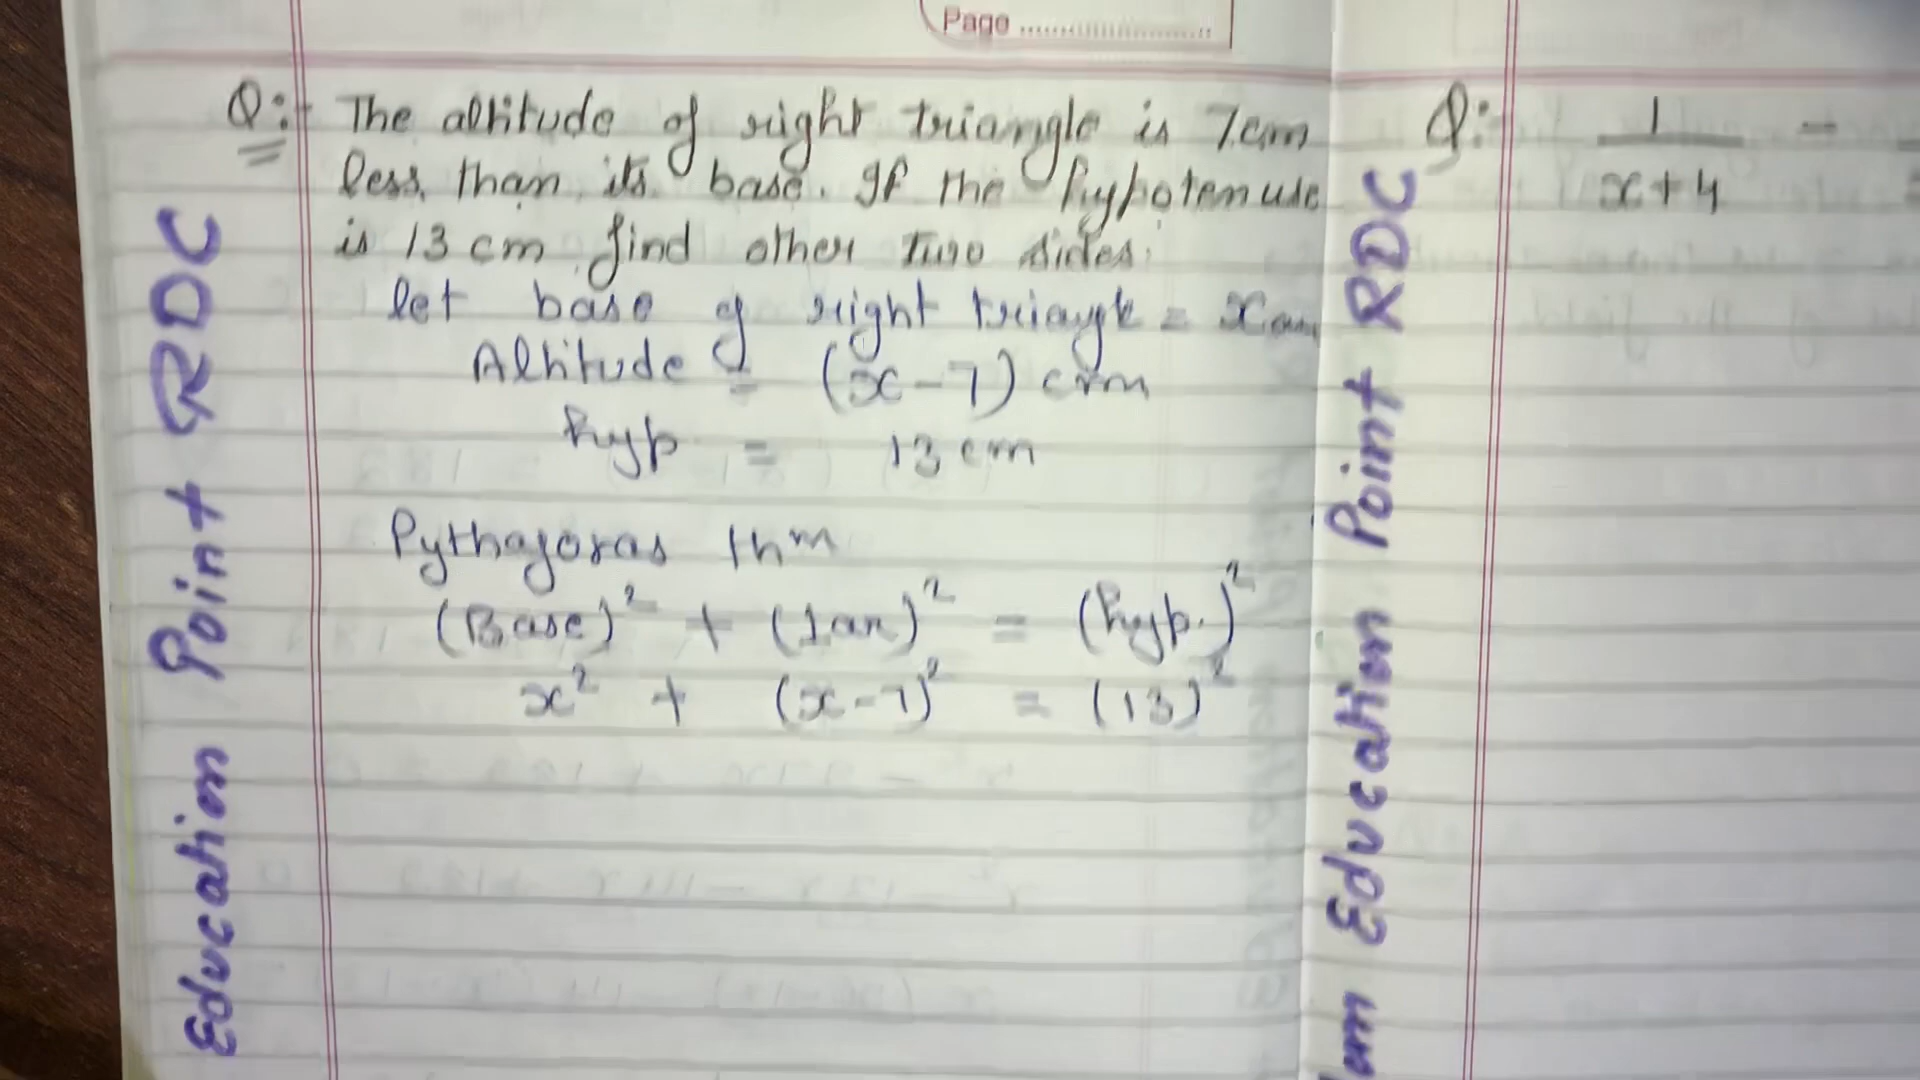 Page
Q:- The altitude of right triangle is 7cm
less than its base. If the hypotenuse
is 13 cm find other two sides.
let base of right triangle = x cm
Altitude = (x-7) cm
hyp = 13 cm
Pythagoras thm
(Base)² + ( )² = (hyp.)²
x² + (x-7)² = (13)²
Education Point RDC
Q:- 1 -
x+4
Education Point RDC